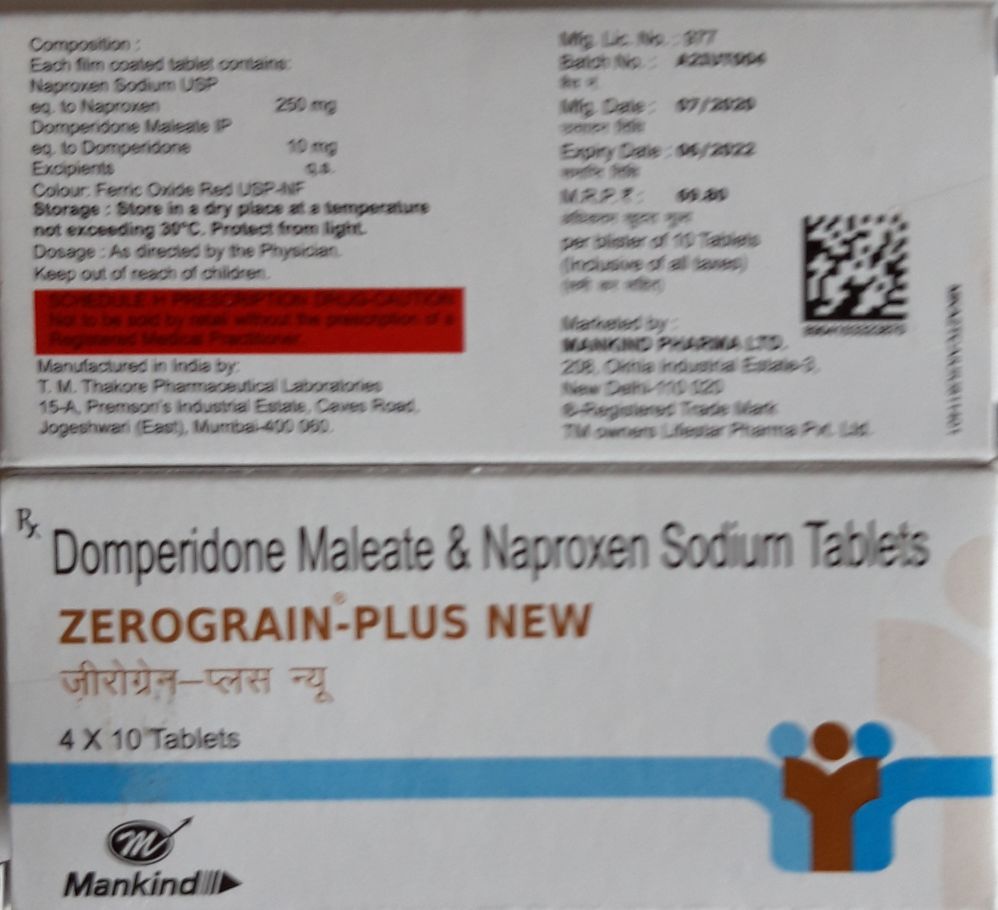 Composition :
Each film coated tablet contains:
Naproxen Sodium USP
eq. to Naproxen 250 mg
Domperidone Maleate IP
eq. to Domperidone 10 mg
Excipients q.s.
Colour: Ferric Oxide Red USP-NF
Storage : Store in a dry place at a temperature
not exceeding 30°C. Protect from light.
Dosage : As directed by the Physician.
Keep out of reach of children.
SCHEDULE H PRESCRIPTION DRUG-CAUTION
Not to be sold by retail without the prescription of a
Registered Medical Practitioner.
Manufactured in India by:
T. M. Thakore Pharmaceutical Laboratories
15-A, Premson's Industrial Estate, Caves Road,
Jogeshwari (East), Mumbai-400 060.
Mfg. Lic. No. : 977
Batch No. :
Mfg. Date : 07/2020
Expiry Date : 06/2022
M.R.P. ₹ :
per blister of 10 Tablets
(Inclusive of all taxes)
Marketed by :
MANKIND PHARMA LTD.
208, Okhla Industrial Estate-3,
New Delhi-110 020
®-Registered Trade Mark
TM owners Lifestar Pharma Pvt. Ltd.
Rx
Domperidone Maleate & Naproxen Sodium Tablets
ZEROGRAIN®-PLUS NEW
ज़ीरोग्रेन–प्लस न्यू
4 X 10 Tablets
Mankind